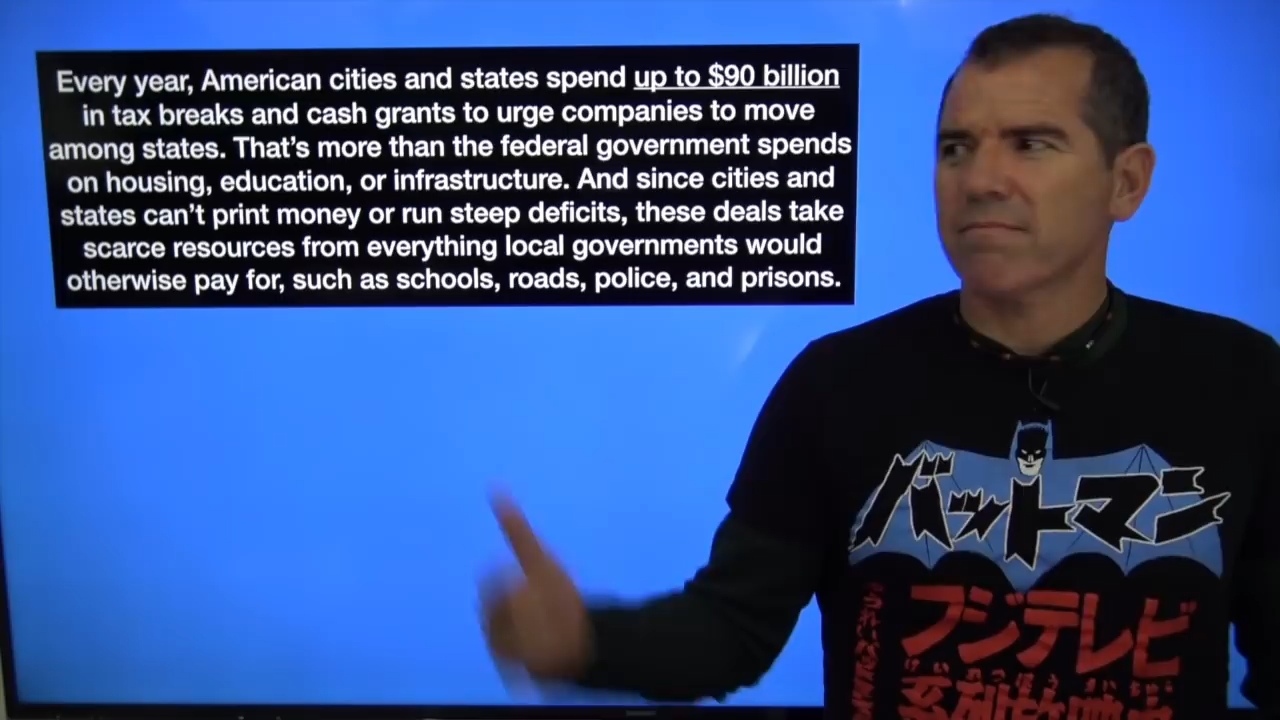 Every year, American cities and states spend up to $90 billion
in tax breaks and cash grants to urge companies to move
among states. That’s more than the federal government spends
on housing, education, or infrastructure. And since cities and
states can’t print money or run steep deficits, these deals take
scarce resources from everything local governments would
otherwise pay for, such as schools, roads, police, and prisons.
バットマン
フジテレビ